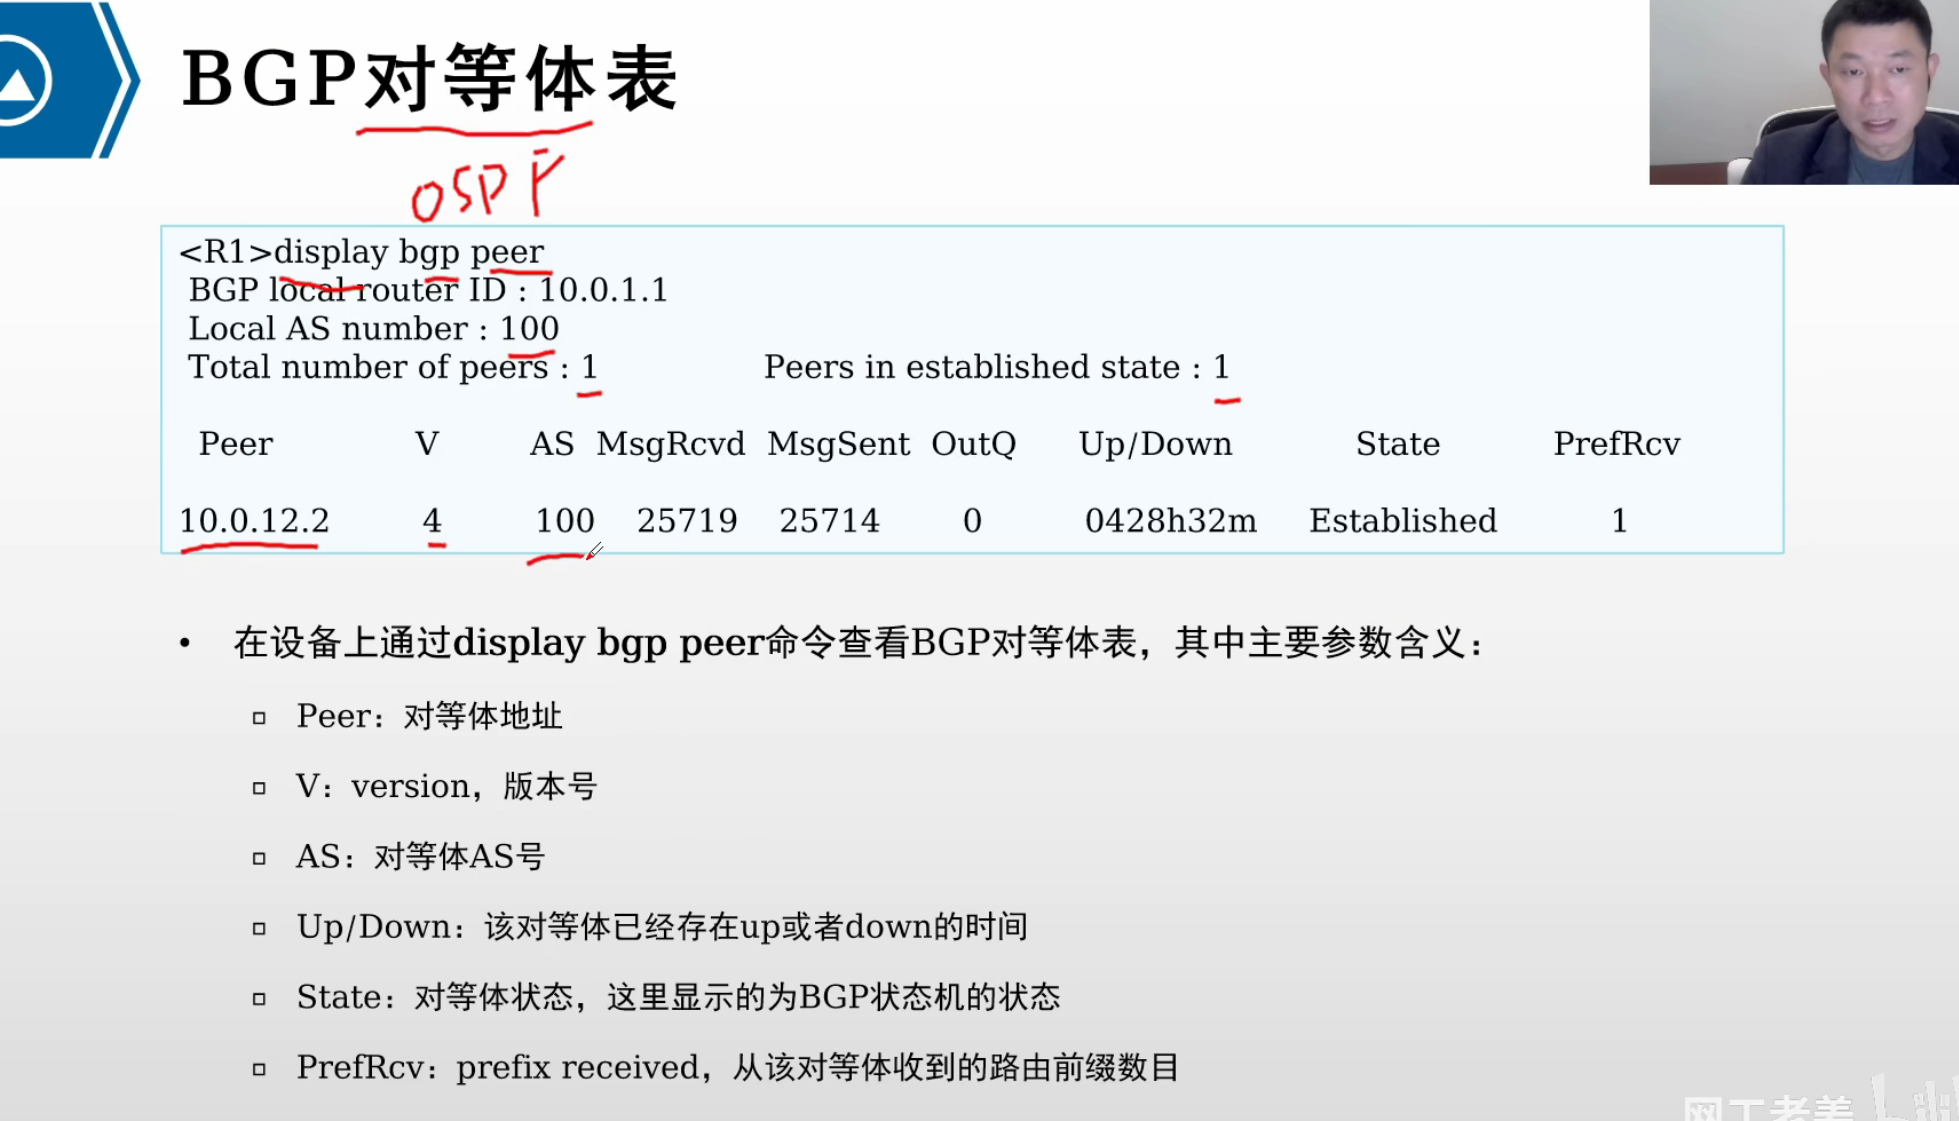 BGP对等体表
OSPF
<R1>display bgp peer
BGP local router ID : 10.0.1.1
Local AS number : 100
Total number of peers : 1 Peers in established state : 1
Peer V AS MsgRcvd MsgSent OutQ Up/Down State PrefRcv
10.0.12.2 4 100 25719 25714 0 0428h32m Established 1
• 在设备上通过display bgp peer命令查看BGP对等体表，其中主要参数含义：
▫ Peer：对等体地址
▫ V：version，版本号
▫ AS：对等体AS号
▫ Up/Down：该对等体已经存在up或者down的时间
▫ State：对等体状态，这里显示的为BGP状态机的状态
▫ PrefRcv：prefix received，从该对等体收到的路由前缀数目
网工老姜